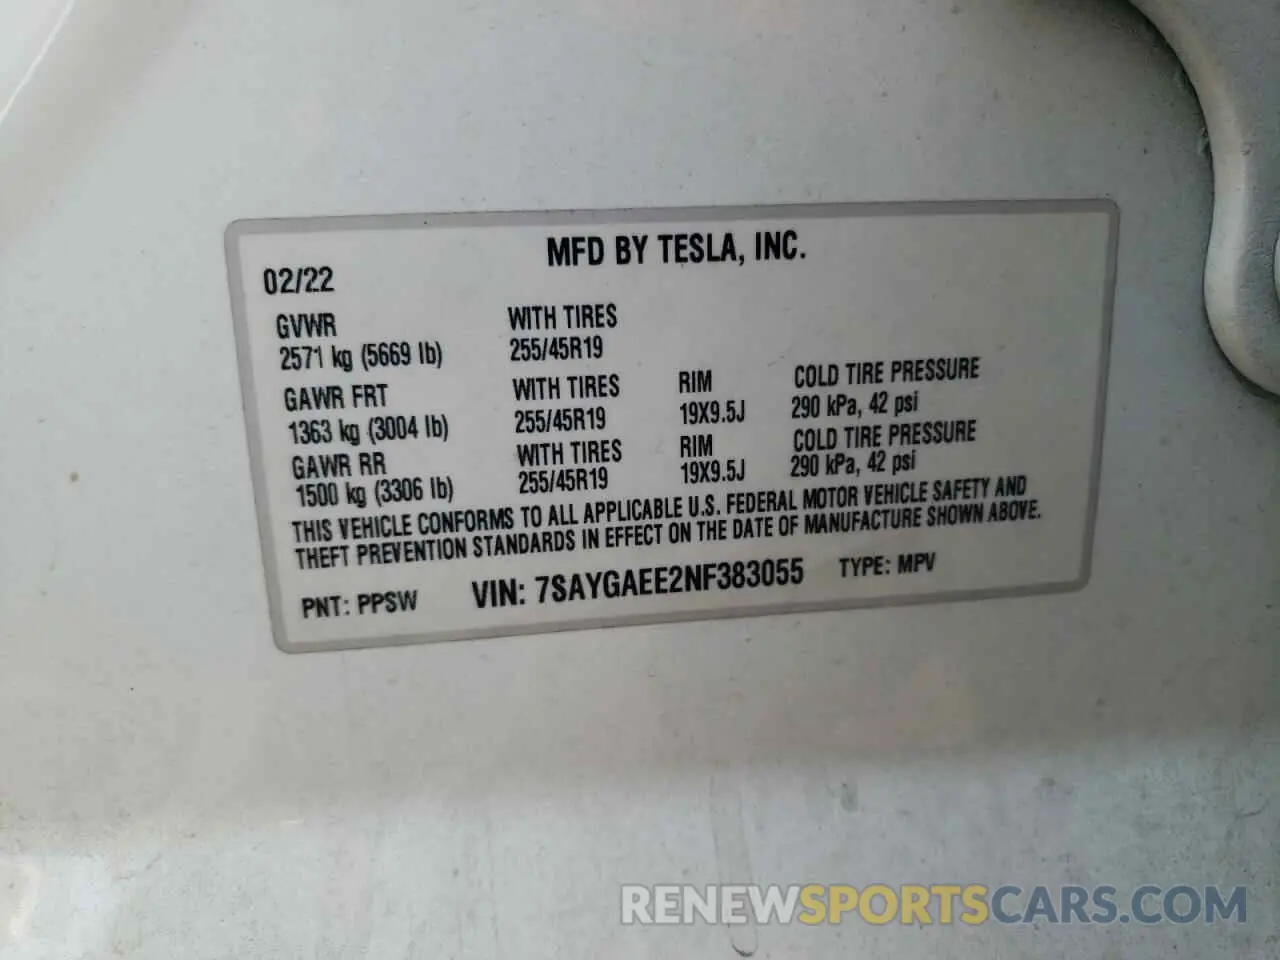 MFD BY TESLA, INC.
02/22
GVWR WITH TIRES
2571 kg (5669 lb) 255/45R19
GAWR FRT WITH TIRES RIM COLD TIRE PRESSURE
1363 kg (3004 lb) 255/45R19 19X9.5J 290 kPa, 42 psi
GAWR RR WITH TIRES RIM COLD TIRE PRESSURE
1500 kg (3306 lb) 255/45R19 19X9.5J 290 kPa, 42 psi
THIS VEHICLE CONFORMS TO ALL APPLICABLE U.S. FEDERAL MOTOR VEHICLE SAFETY AND
THEFT PREVENTION STANDARDS IN EFFECT ON THE DATE OF MANUFACTURE SHOWN ABOVE.
PNT: PPSW VIN: 7SAYGAEE2NF383055 TYPE: MPV
RENEWSPORTSCARS.COM